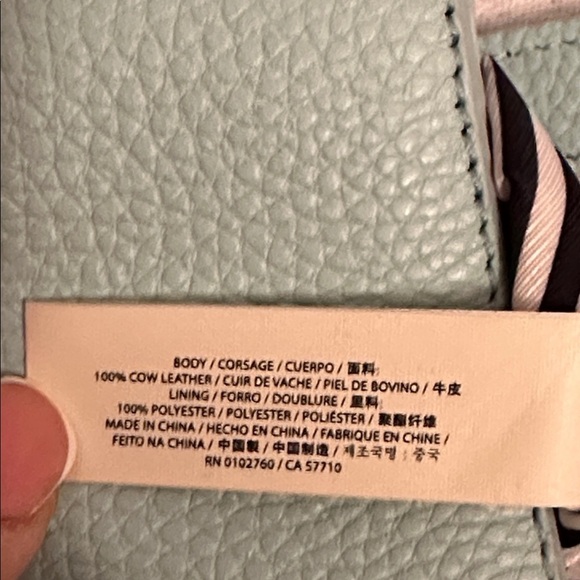 BODY / CORSAGE / CUERPO / 面料:
100% COW LEATHER / CUIR DE VACHE / PIEL DE BOVINO / 牛皮
LINING / FORRO / DOUBLURE / 里料:
100% POLYESTER / POLYESTER / POLIÉSTER / 聚酯纤维
MADE IN CHINA / HECHO EN CHINA / FABRIQUE EN CHINE /
FEITO NA CHINA / 中国製 / 中国制造 / 제조국명 : 중국
RN 0102760 / CA 57710